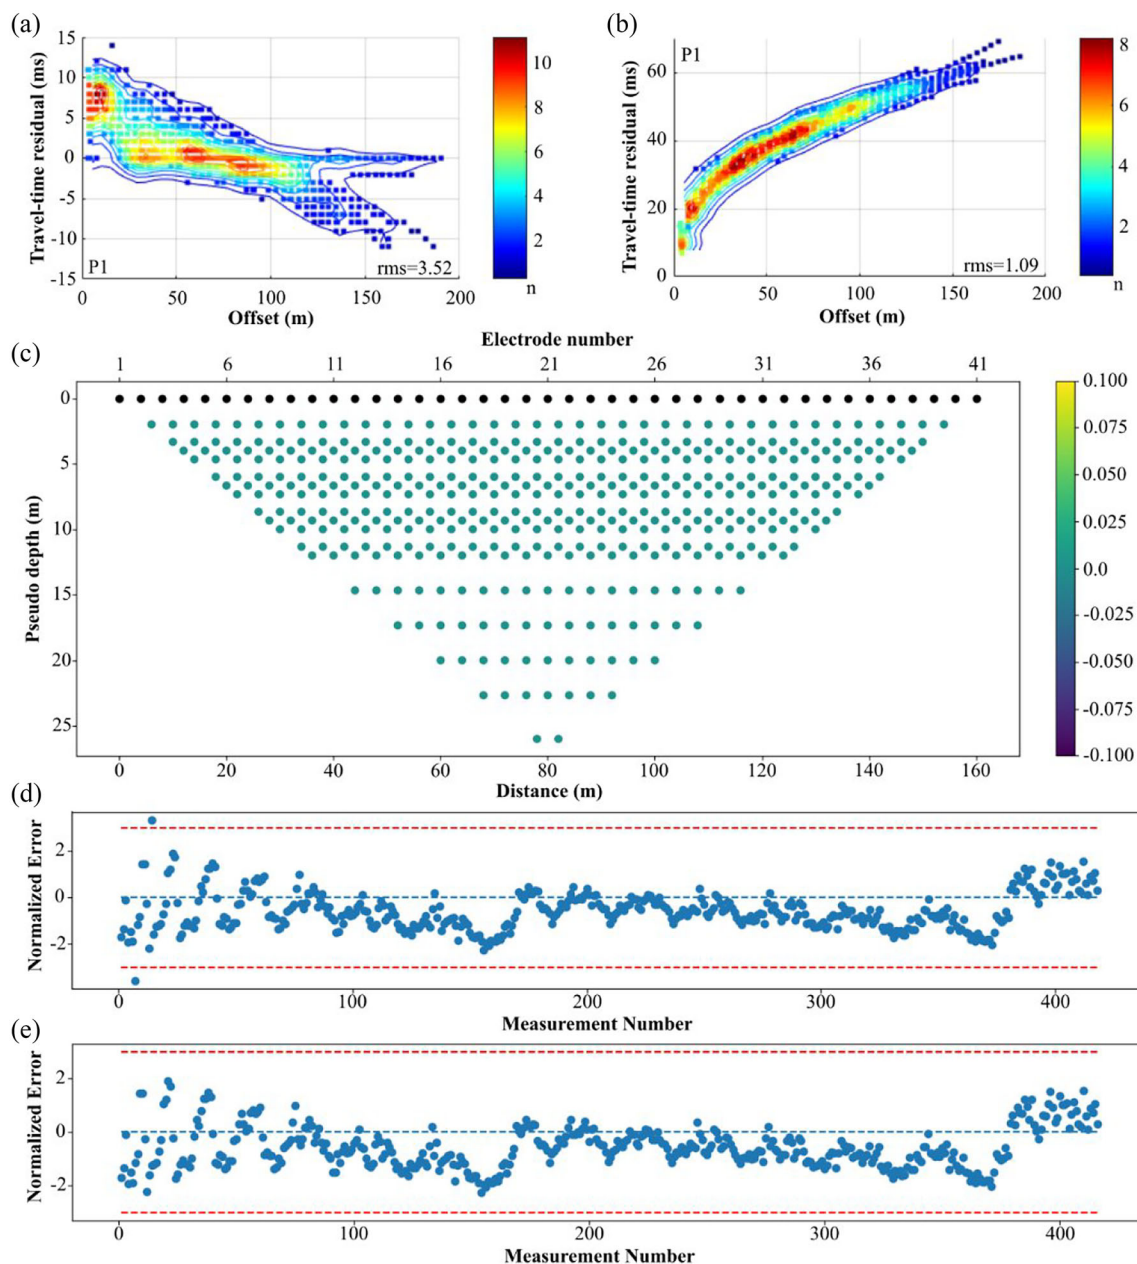 (a)
15
10
5
0
-5
-10
-15
Travel-time residual (ms)
P1
rms=3.52
0
50
100
150
200
Offset (m)
10
8
6
4
2
n
(b)
60
40
20
0
Travel-time residual (ms)
P1
rms=1.09
0
50
100
150
200
Offset (m)
8
6
4
2
n
(c)
Electrode number
1 6 11 16 21 26 31 36 41
0
5
10
15
20
25
Pseudo depth (m)
0 20 40 60 80 100 120 140 160
Distance (m)
0.100
0.075
0.050
0.025
0.0
-0.025
-0.050
-0.075
-0.100
(d)
2
0
-2
Normalized Error
0 100 200 300 400
Measurement Number
(e)
2
0
-2
Normalized Error
0 100 200 300 400
Measurement Number